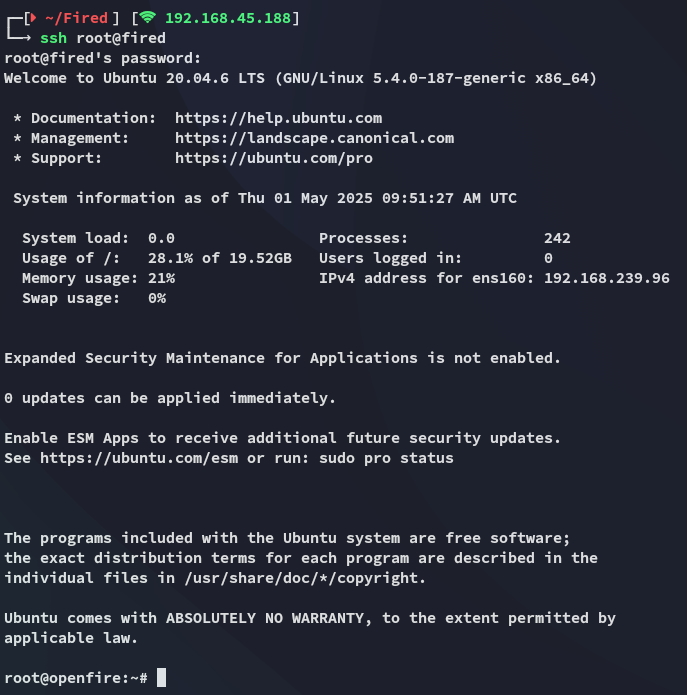 [ ~/Fired ] [ 192.168.45.188]
ssh root@fired
root@fired's password:
Welcome to Ubuntu 20.04.6 LTS (GNU/Linux 5.4.0-187-generic x86_64)
* Documentation:  https://help.ubuntu.com
* Management:     https://landscape.canonical.com
* Support:        https://ubuntu.com/pro
System information as of Thu 01 May 2025 09:51:27 AM UTC
System load:  0.0                Processes:               242
Usage of /:   28.1% of 19.52GB   Users logged in:         0
Memory usage: 21%                IPv4 address for ens160: 192.168.239.96
Swap usage:   0%
Expanded Security Maintenance for Applications is not enabled.
0 updates can be applied immediately.
Enable ESM Apps to receive additional future security updates.
See https://ubuntu.com/esm or run: sudo pro status
The programs included with the Ubuntu system are free software;
the exact distribution terms for each program are described in the
individual files in /usr/share/doc/*/copyright.
Ubuntu comes with ABSOLUTELY NO WARRANTY, to the extent permitted by
applicable law.
root@openfire:~#